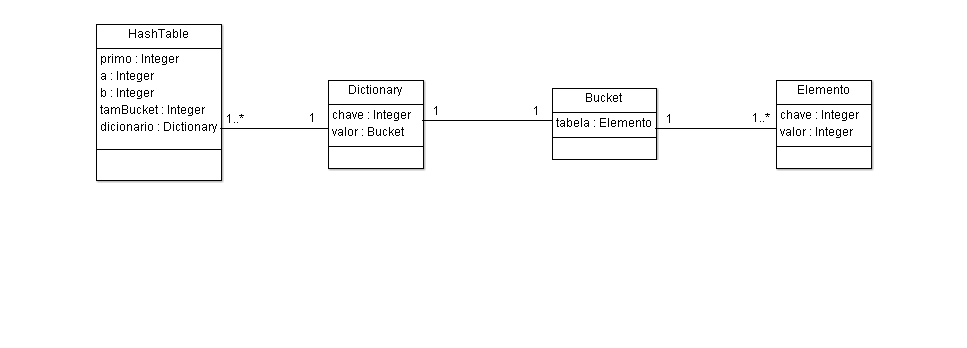 HashTable
primo : Integer
a : Integer
b : Integer
tamBucket : Integer
dicionario : Dictionary
1..*
1
Dictionary
chave : Integer
valor : Bucket
1
1
Bucket
tabela : Elemento
1
1..*
Elemento
chave : Integer
valor : Integer